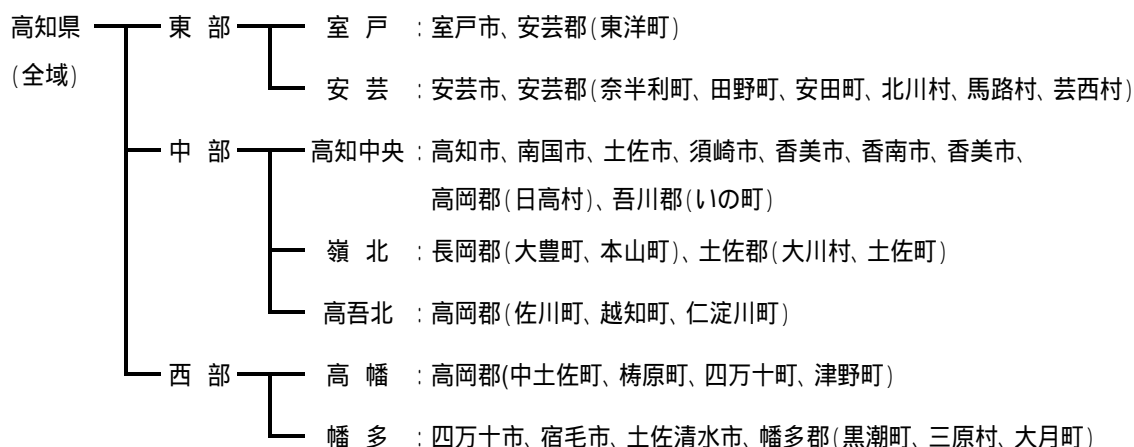 高知県 東 部 室 戸 : 室戸市、安芸郡(東洋町)
(全域)
安 芸 : 安芸市、安芸郡(奈半利町、田野町、安田町、北川村、馬路村、芸西村)
中 部 高知中央 : 高知市、南国市、土佐市、須崎市、香美市、香南市、香美市、
高岡郡(日高村)、吾川郡(いの町)
嶺 北 : 長岡郡(大豊町、本山町)、土佐郡(大川村、土佐町)
高吾北 : 高岡郡(佐川町、越知町、仁淀川町)
西 部 高 幡 : 高岡郡(中土佐町、梼原町、四万十町、津野町)
幡 多 : 四万十市、宿毛市、土佐清水市、幡多郡(黒潮町、三原村、大月町)